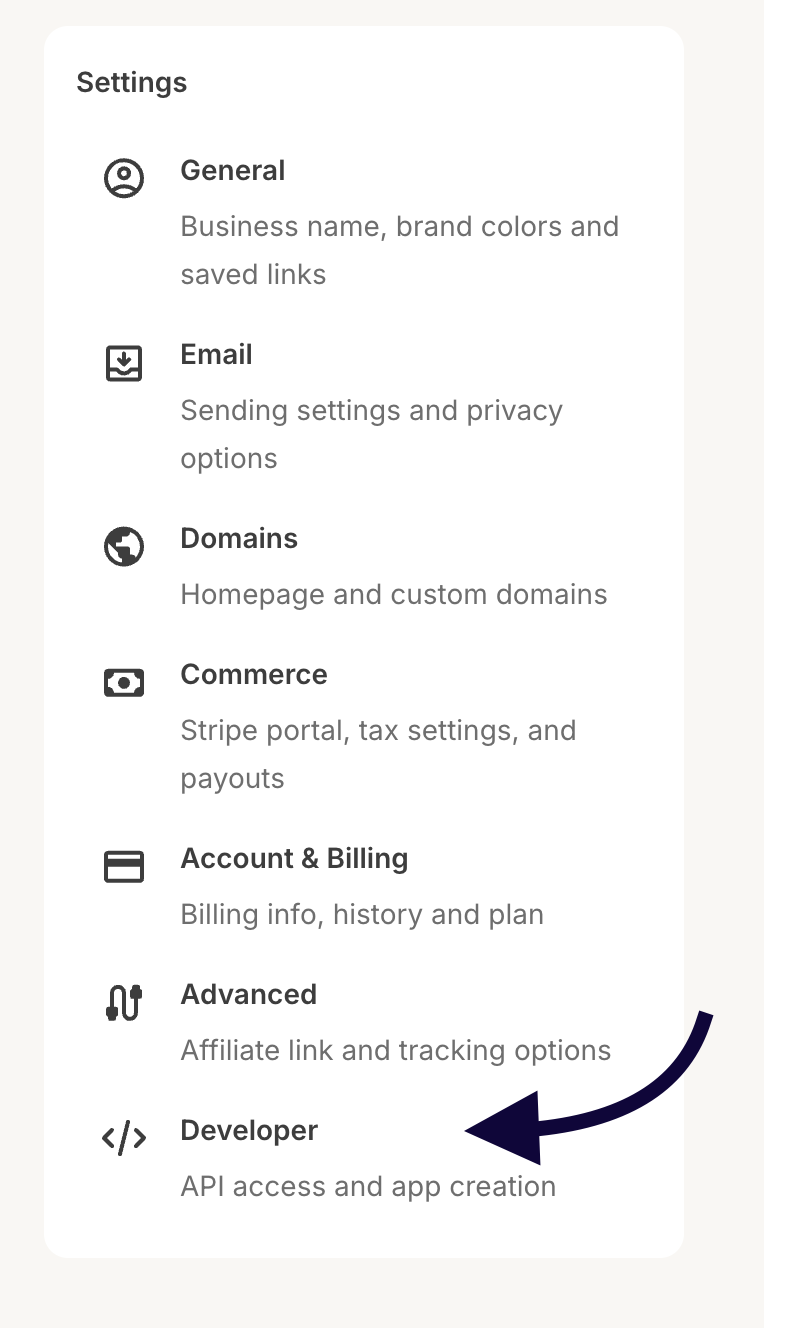 Settings
General
Business name, brand colors and
saved links
Email
Sending settings and privacy
options
Domains
Homepage and custom domains
Commerce
Stripe portal, tax settings, and
payouts
Account & Billing
Billing info, history and plan
Advanced
Affiliate link and tracking options
Developer
API access and app creation